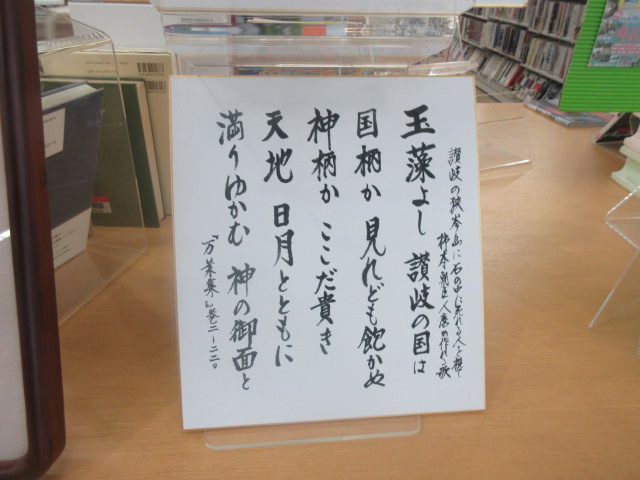 讃岐の狭岑島に石の中に死れる人を視て
柿本朝臣人麿の作れる歌
玉藻よし 讃岐の国は
国柄か 見れども飽かぬ
神柄か ここだ貴き
天地 日月とともに
満りゆかむ 神の御面と
『万葉集』巻二-二二〇